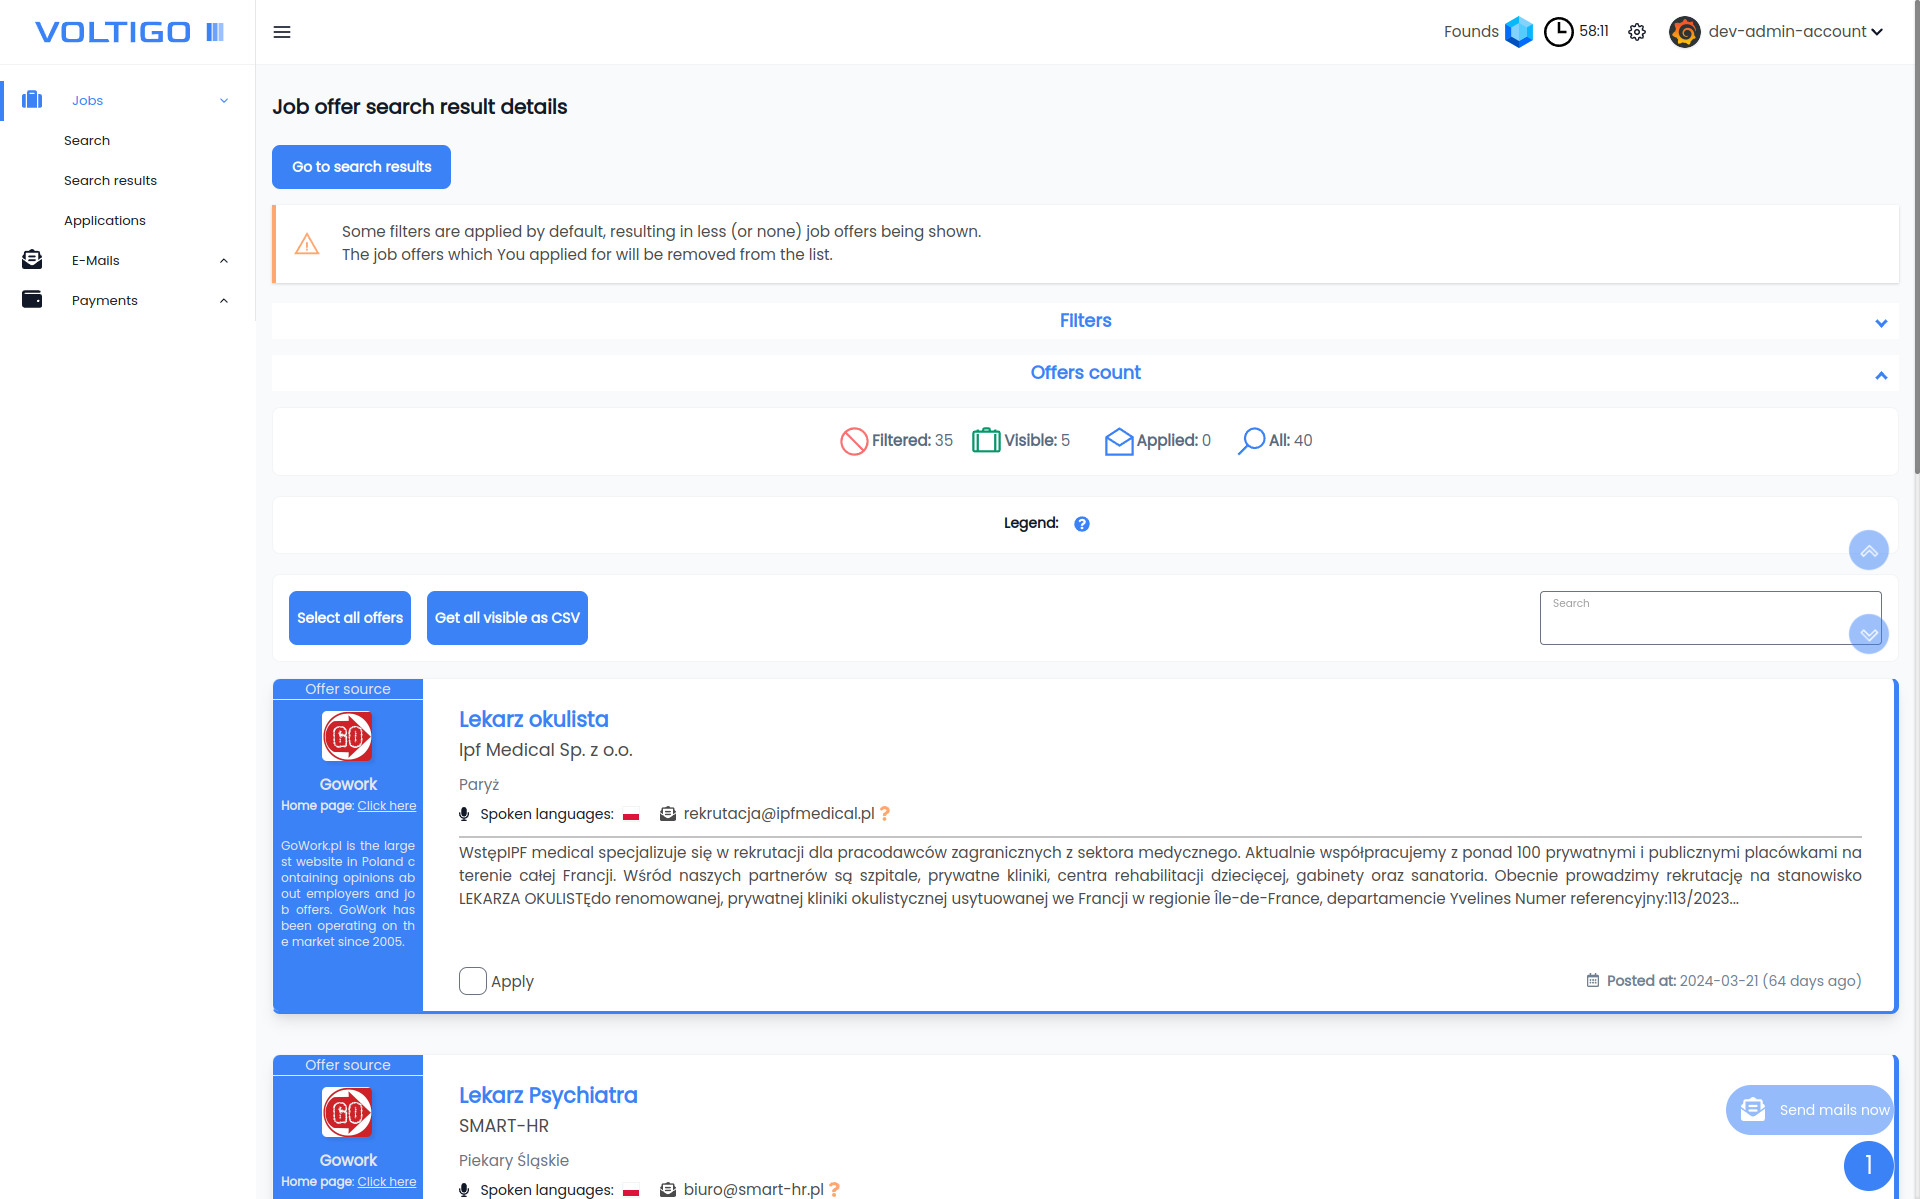 VOLTIGO
Founds 58:11 dev-admin-account
Jobs
Search
Search results
Applications
E-Mails
Payments
Job offer search result details
Go to search results
Some filters are applied by default, resulting in less (or none) job offers being shown.
The job offers which You applied for will be removed from the list.
Filters
Offers count
Filtered: 35 Visible: 5 Applied: 0 All: 40
Legend: ?
Select all offers Get all visible as CSV Search
Offer source
GO
Gowork
Home page: Click here
GoWork.pl is the large
st website in Poland c
ontaining opinions ab
out employers and jo
b offers. GoWork has
been operating on th
e market since 2005.
Lekarz okulista
Ipf Medical Sp. z o.o.
Paryż
Spoken languages: rekrutacja@ipfmedical.pl ?
WstępIPF medical specjalizuje się w rekrutacji dla pracodawców zagranicznych z sektora medycznego. Aktualnie współpracujemy z ponad 100 prywatnymi i publicznymi placówkami na
terenie całej Francji. Wśród naszych partnerów są szpitale, prywatne kliniki, centra rehabilitacji dziecięcej, gabinety oraz sanatoria. Obecnie prowadzimy rekrutację na stanowisko
LEKARZA OKULISTĘdo renomowanej, prywatnej kliniki okulistycznej usytuowanej we Francji w regionie Île-de-France, departamencie Yvelines Numer referencyjny:113/2023...
Apply
Posted at: 2024-03-21 (64 days ago)
Offer source
GO
Gowork
Home page: Click here
Lekarz Psychiatra
SMART-HR
Piekary Śląskie
Spoken languages: biuro@smart-hr.pl ?
Send mails now
1